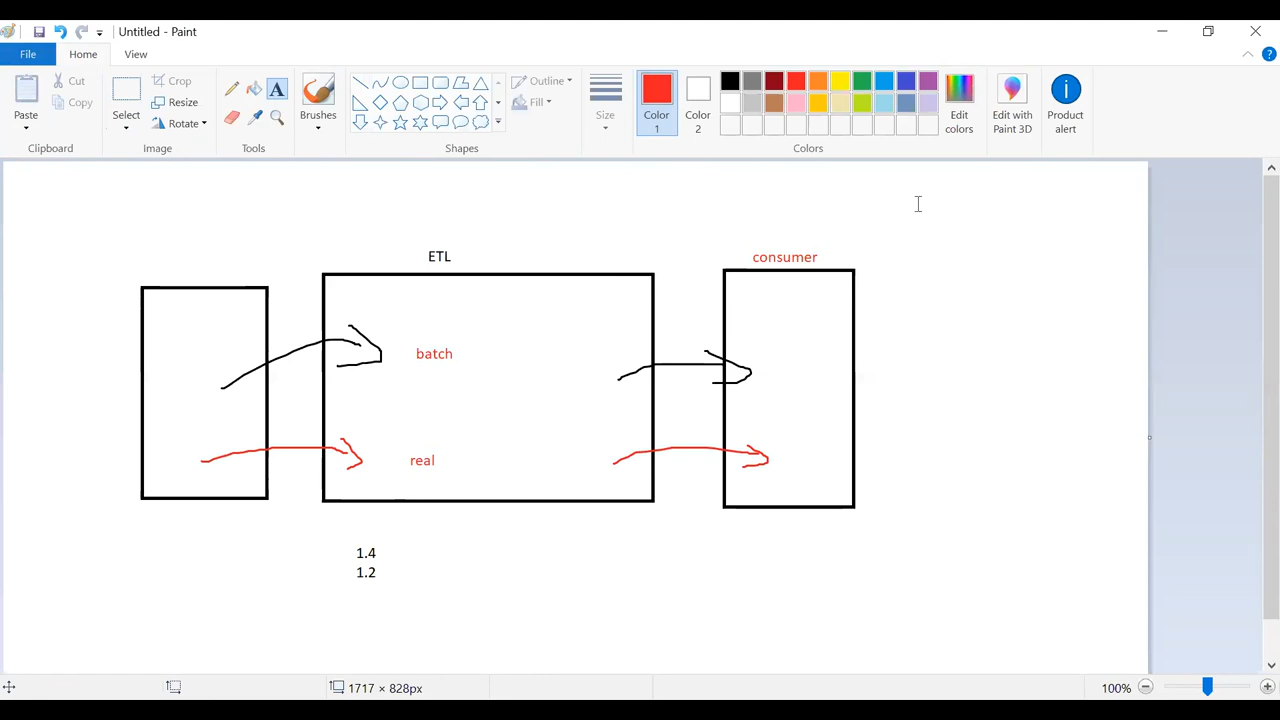 Untitled - Paint
File
Home
View
Paste
Cut
Copy
Clipboard
Select
Crop
Resize
Rotate
Image
A
Tools
Brushes
Outline
Fill
Shapes
Size
Color
1
Color
2
Edit
colors
Colors
Edit with
Paint 3D
Product
alert
ETL
consumer
batch
real
1.4
1.2
1717 × 828px
100%